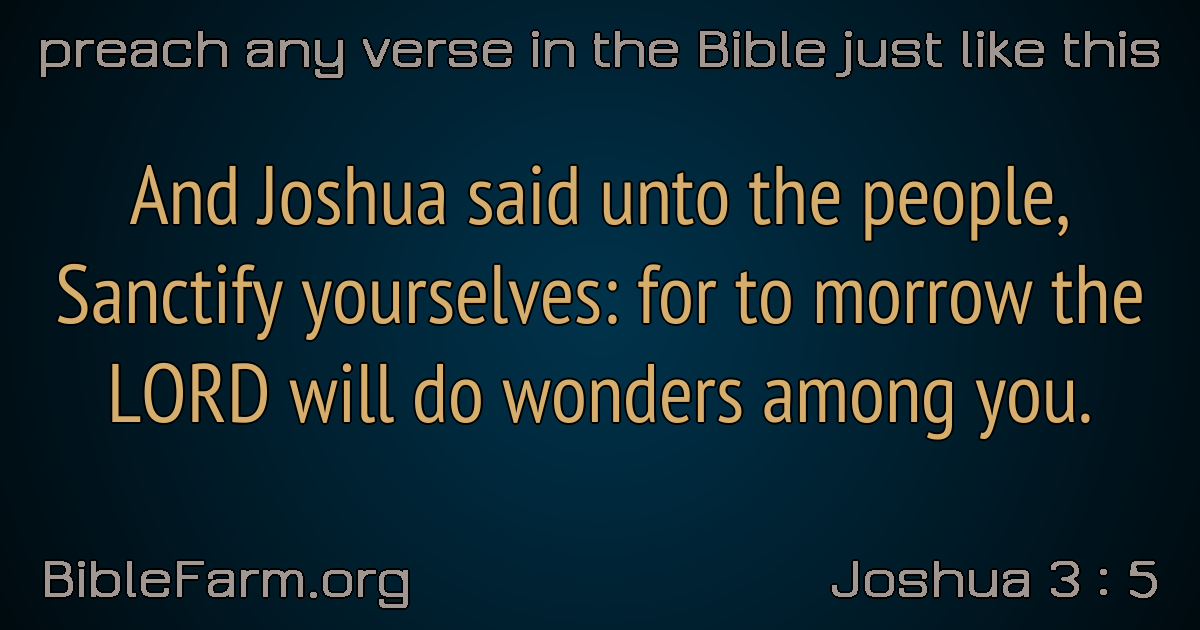 preach any verse in the Bible just like this
And Joshua said unto the people,
Sanctify yourselves: for to morrow the
LORD will do wonders among you.
BibleFarm.org
Joshua 3 : 5